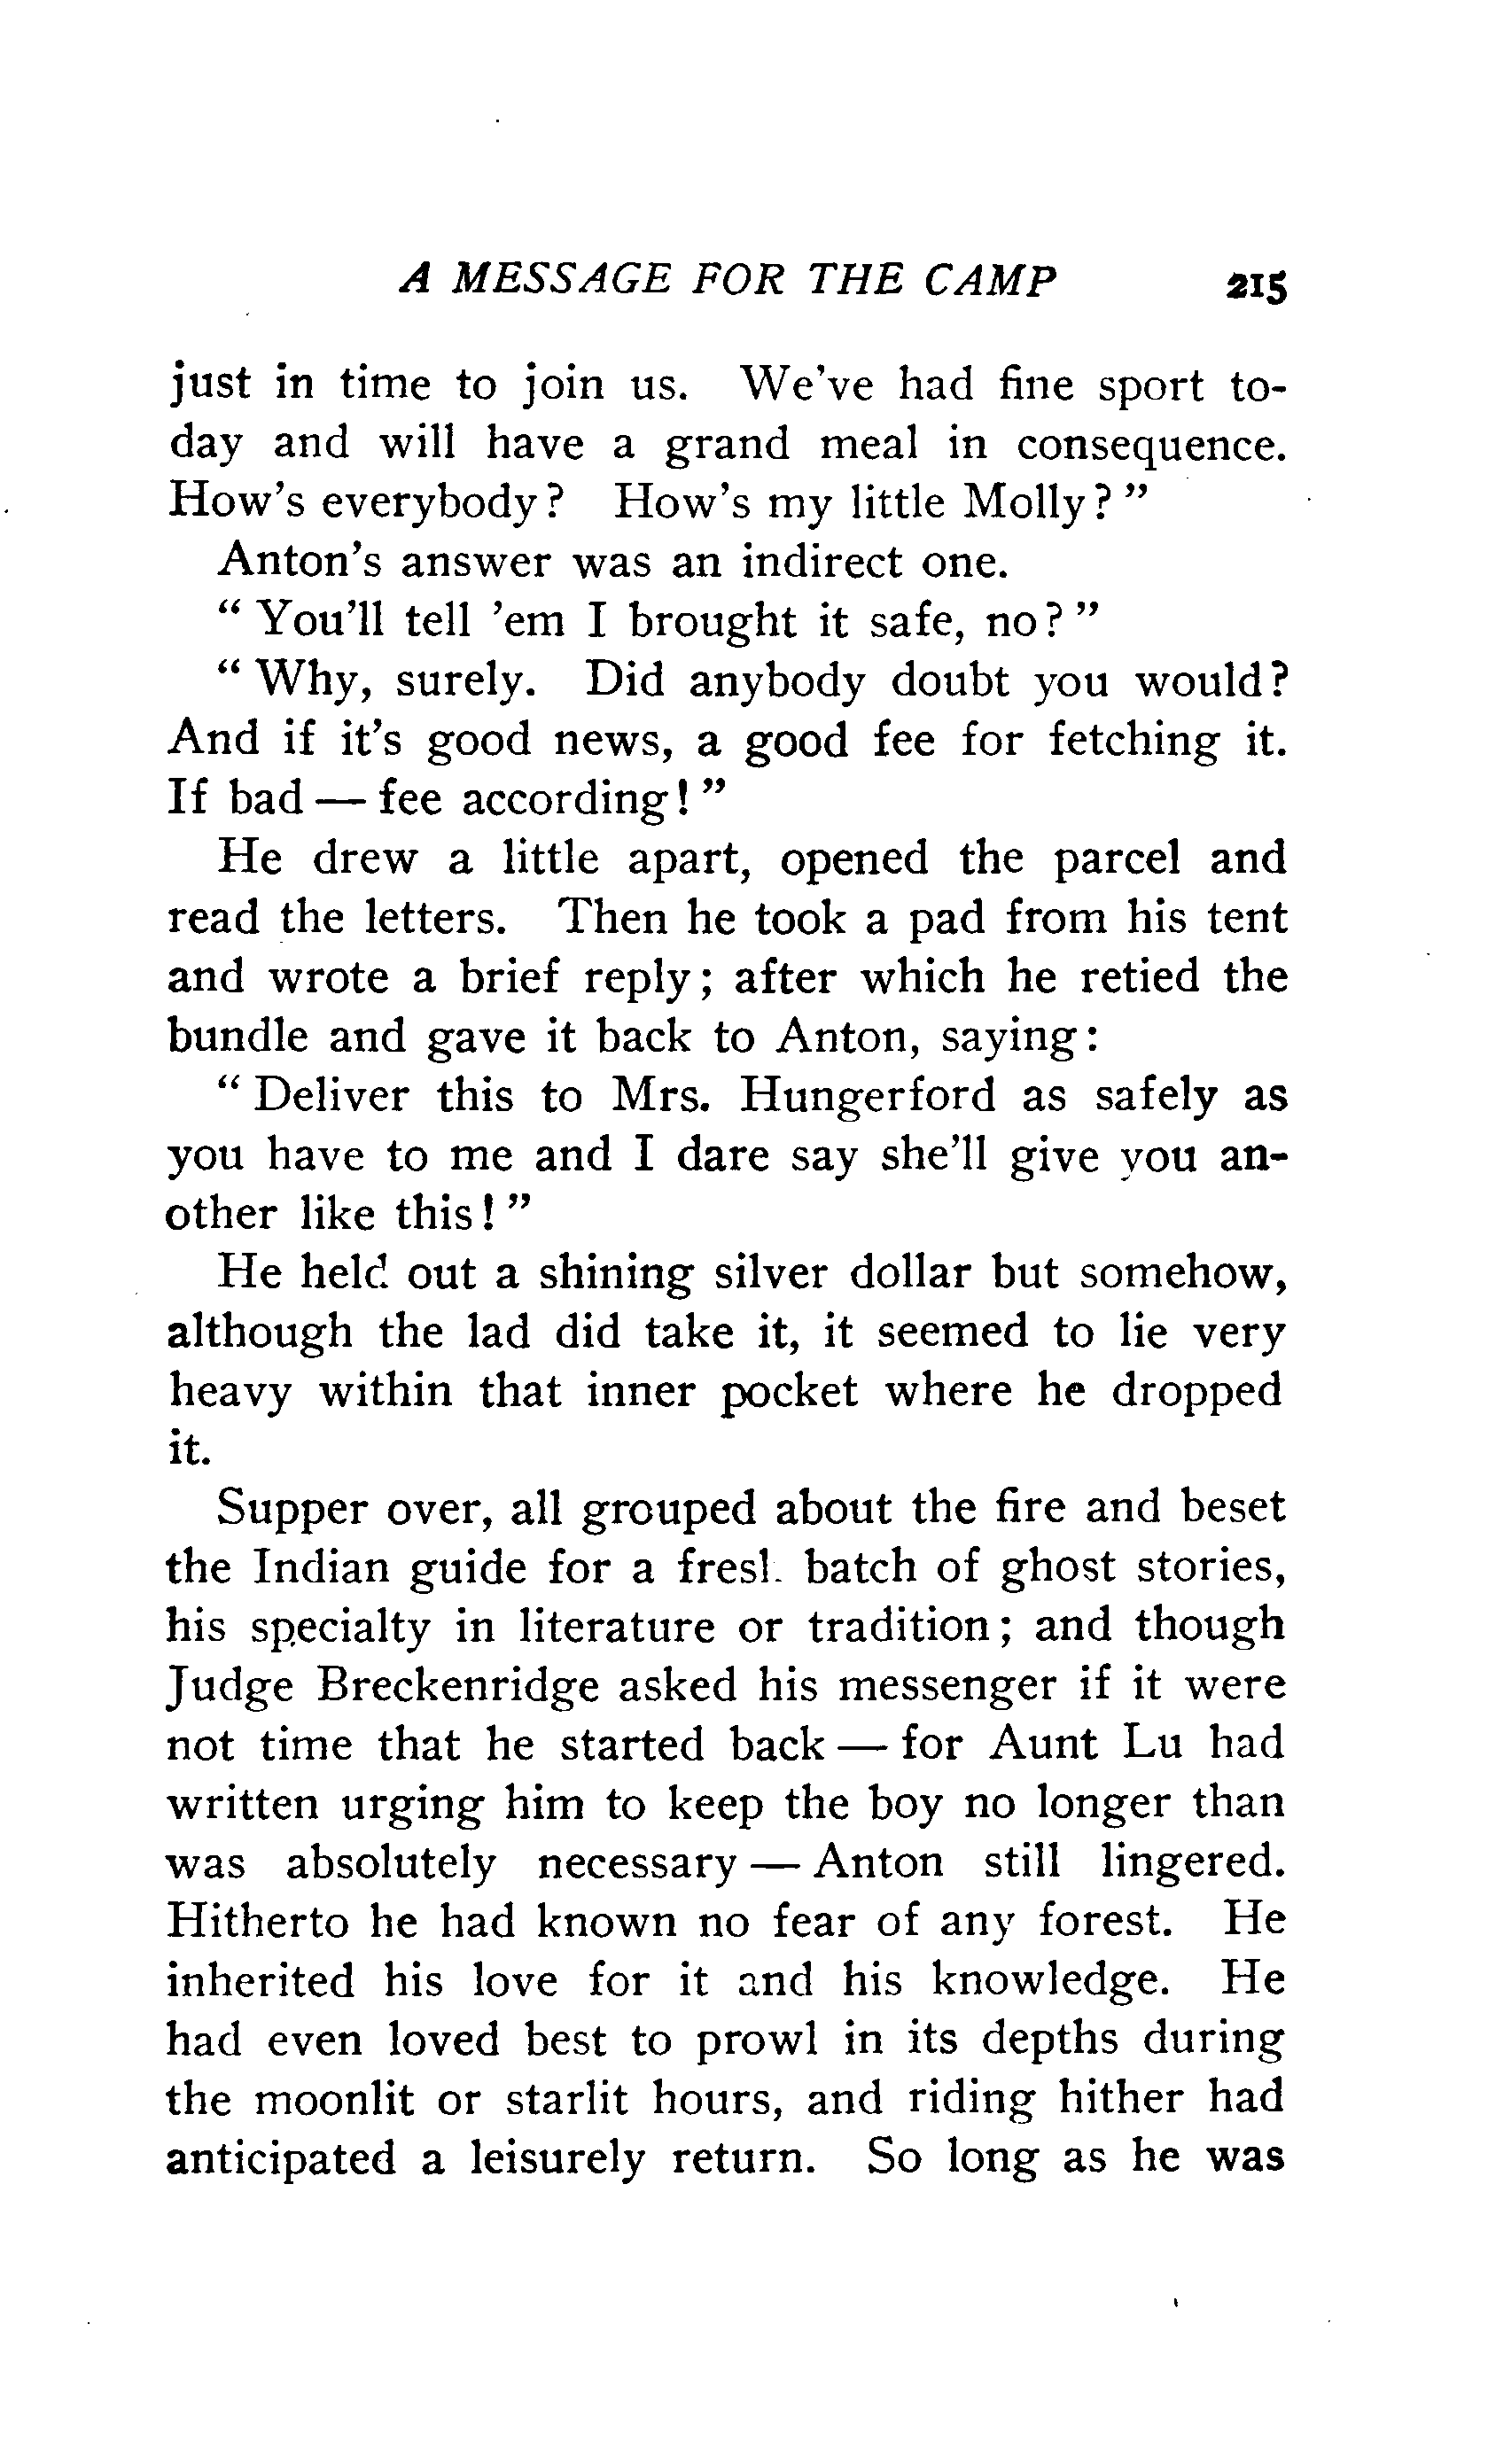 A MESSAGE FOR THE CAMP 215
just in time to join us. We've had fine sport to-
day and will have a grand meal in consequence.
How's everybody? How's my little Molly?"
Anton's answer was an indirect one.
"You'll tell 'em I brought it safe, no?"
"Why, surely. Did anybody doubt you would?
And if it's good news, a good fee for fetching it.
If bad — fee according!"
He drew a little apart, opened the parcel and
read the letters. Then he took a pad from his tent
and wrote a brief reply; after which he retied the
bundle and gave it back to Anton, saying:
"Deliver this to Mrs. Hungerford as safely as
you have to me and I dare say she'll give you an-
other like this!"
He held out a shining silver dollar but somehow,
although the lad did take it, it seemed to lie very
heavy within that inner pocket where he dropped
it.
Supper over, all grouped about the fire and beset
the Indian guide for a fresh batch of ghost stories,
his specialty in literature or tradition; and though
Judge Breckenridge asked his messenger if it were
not time that he started back — for Aunt Lu had
written urging him to keep the boy no longer than
was absolutely necessary — Anton still lingered.
Hitherto he had known no fear of any forest. He
inherited his love for it and his knowledge. He
had even loved best to prowl in its depths during
the moonlit or starlit hours, and riding hither had
anticipated a leisurely return. So long as he was